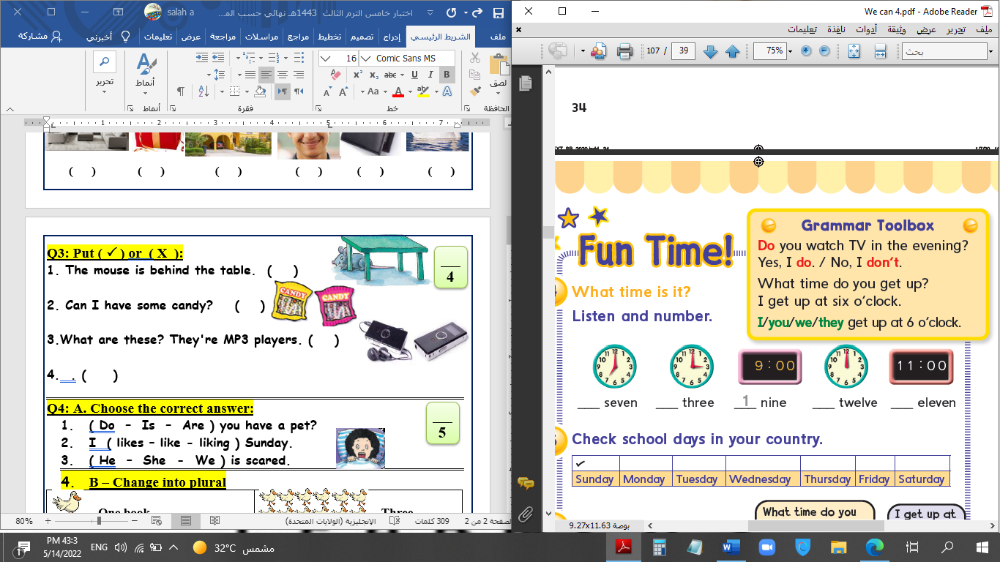 salah a
اختبار خامس الترم الثالث 1443هـ نهائي حسب الم...
ملف
الشريط الرئيسي
إدراج
تصميم
تخطيط
مراجع
مراسلات
مراجعة
عرض
تعليمات
أخبرني
مشاركة
16
Comic Sans MS
لصق
أنماط
تحرير
الحافظة
خط
فقرة
أنماط
1 2 3 4 5 6 7
( ) ( ) ( ) ( ) ( ) ( )
Q3: Put ( ✓ ) or ( X ):
4
1. The mouse is behind the table. ( )
2. Can I have some candy? ( )
CANDY CANDY
3.What are these? They're MP3 players. ( )
4.__. ( )
Q4: A. Choose the correct answer:
5
1. ( Do – Is – Are ) you have a pet?
2. I ( likes – like – liking ) Sunday.
3. ( He – She – We ) is scared.
4. B – Change into plural
One book
Three
80%
الإنجليزية (الولايات المتحدة)
309 كلمات
صفحة 2 من 2
We can 4.pdf - Adobe Reader
ملف تحرير عرض وثيقة أدوات نافذة تعليمات
107 / 39
75%
بحث
34
Fun Time!
Grammar Toolbox
Do you watch TV in the evening?
Yes, I do. / No, I don't.
What time do you get up?
I get up at six o'clock.
I/you/we/they get up at 6 o'clock.
What time is it?
Listen and number.
9:00
11:00
___ seven ___ three _1_ nine ___ twelve ___ eleven
Check school days in your country.
✓
Sunday Monday Tuesday Wednesday Thursday Friday Saturday
What time do you
I get up at
9.27x11.63 بوصة
PM 43:3
5/14/2022
ENG
32°C مشمس